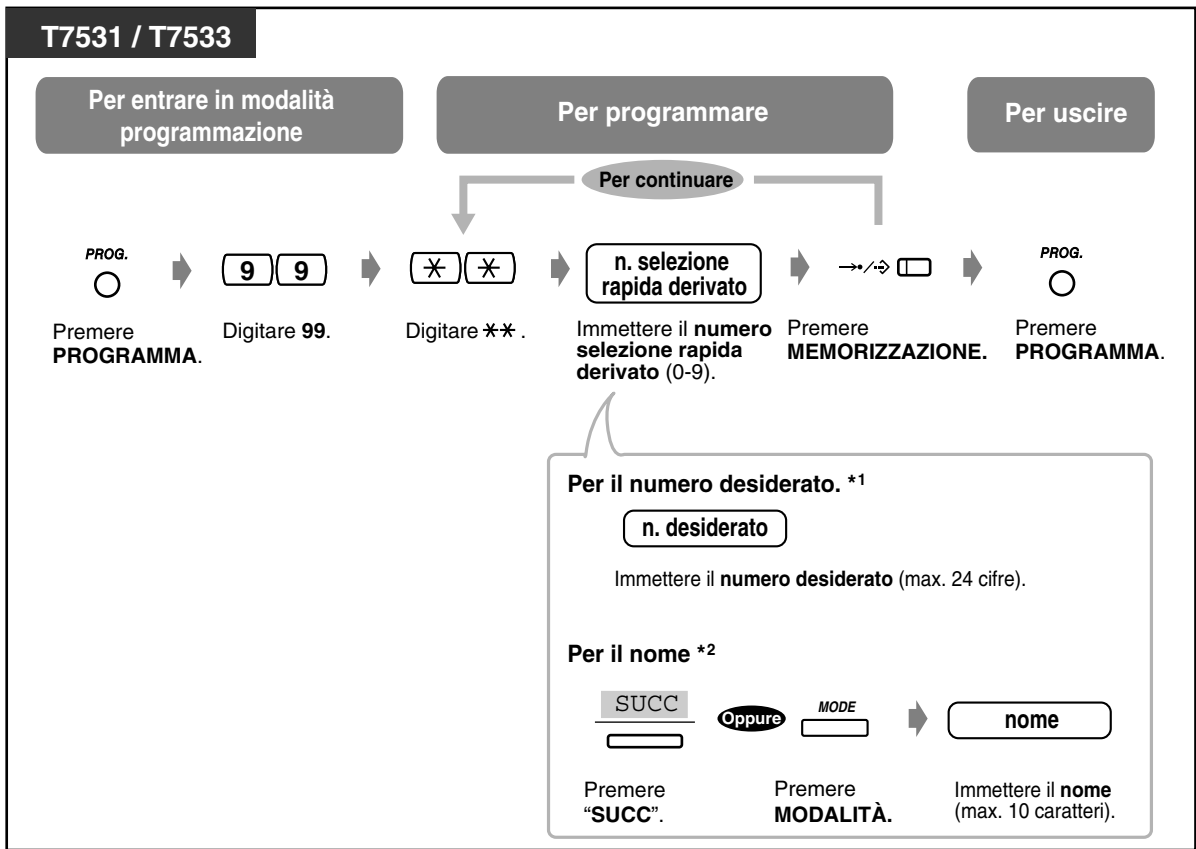 T7531 / T7533
Per entrare in modalità
programmazione
Per programmare
Per uscire
Per continuare
PROG.
9 9
✳ ✳
n. selezione
rapida derivato
PROG.
Premere
PROGRAMMA.
Digitare 99.
Digitare ✳✳ .
Immettere il numero
selezione rapida
derivato (0-9).
Premere
MEMORIZZAZIONE.
Premere
PROGRAMMA.
Per il numero desiderato. *1
n. desiderato
Immettere il numero desiderato (max. 24 cifre).
Per il nome *2
SUCC
Oppure
MODE
nome
Premere
“SUCC”.
Premere
MODALITÀ.
Immettere il nome
(max. 10 caratteri).